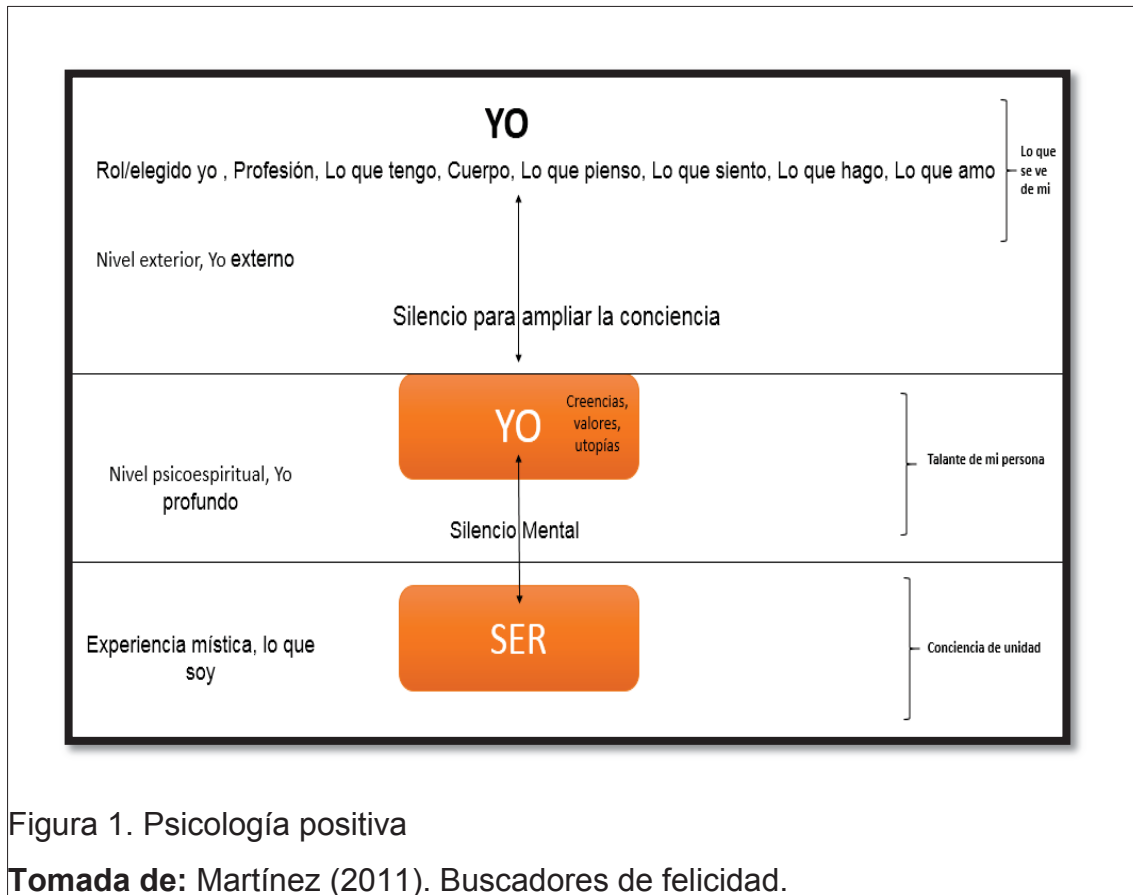 YO
Rol/elegido yo , Profesión, Lo que tengo, Cuerpo, Lo que pienso, Lo que siento, Lo que hago, Lo que amo
Lo que
se ve
de mi
Nivel exterior, Yo externo
Silencio para ampliar la conciencia
YO
Creencias,
valores,
utopías
Nivel psicoespiritual, Yo
profundo
Talante de mi persona
Silencio Mental
Experiencia mística, lo que
soy
SER
Conciencia de unidad
Figura 1. Psicología positiva
Tomada de: Martínez (2011). Buscadores de felicidad.